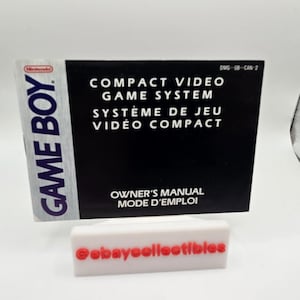 Nintendo
DMG-GB-CAN-2
GAME BOY
COMPACT VIDEO
GAME SYSTEM
SYSTÈME DE JEU
VIDÉO COMPACT
OWNER'S MANUAL
MODE D'EMPLOI
@ebaycollectibles